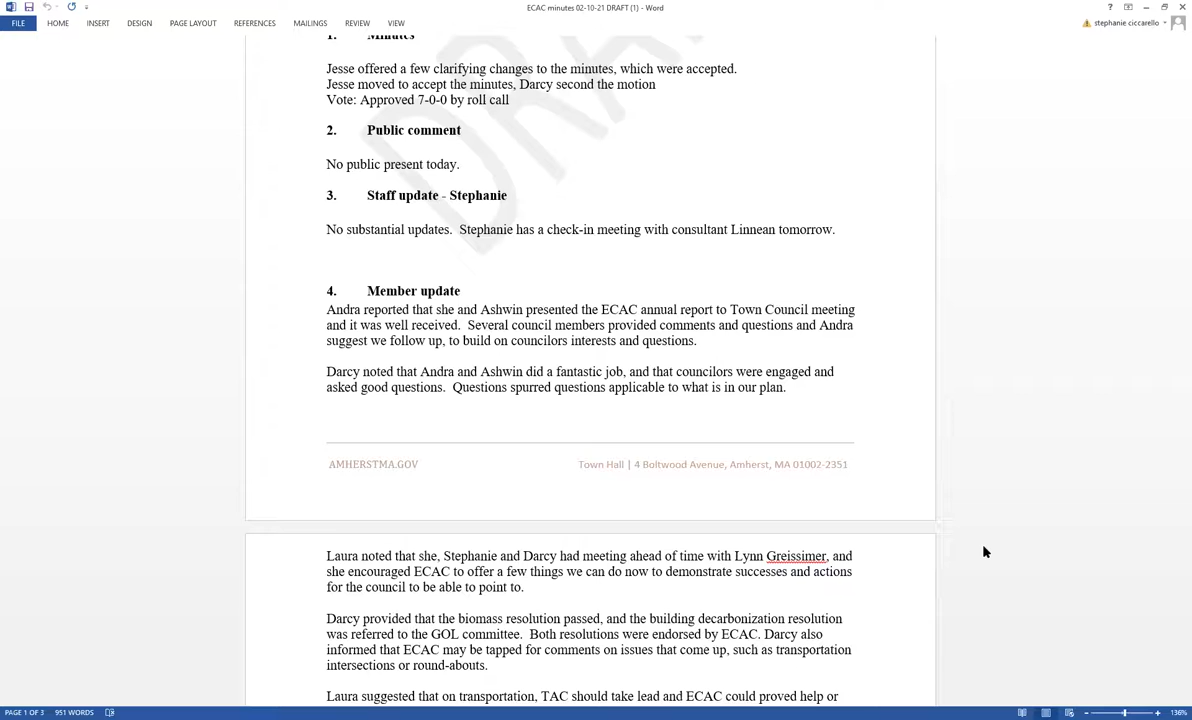 ECAC minutes 02-10-21 DRAFT (1) - Word
FILE HOME INSERT DESIGN PAGE LAYOUT REFERENCES MAILINGS REVIEW VIEW
stephanie ciccarello
DRAFT
1. Minutes
Jesse offered a few clarifying changes to the minutes, which were accepted.
Jesse moved to accept the minutes, Darcy second the motion
Vote: Approved 7-0-0 by roll call
2. Public comment
No public present today.
3. Staff update - Stephanie
No substantial updates. Stephanie has a check-in meeting with consultant Linnean tomorrow.
4. Member update
Andra reported that she and Ashwin presented the ECAC annual report to Town Council meeting
and it was well received. Several council members provided comments and questions and Andra
suggest we follow up, to build on councilors interests and questions.
Darcy noted that Andra and Ashwin did a fantastic job, and that councilors were engaged and
asked good questions. Questions spurred questions applicable to what is in our plan.
AMHERSTMA.GOV
Town Hall | 4 Boltwood Avenue, Amherst, MA 01002-2351
Laura noted that she, Stephanie and Darcy had meeting ahead of time with Lynn Greissimer, and
she encouraged ECAC to offer a few things we can do now to demonstrate successes and actions
for the council to be able to point to.
Darcy provided that the biomass resolution passed, and the building decarbonization resolution
was referred to the GOL committee. Both resolutions were endorsed by ECAC. Darcy also
informed that ECAC may be tapped for comments on issues that come up, such as transportation
intersections or round-abouts.
Laura suggested that on transportation, TAC should take lead and ECAC could proved help or
PAGE 1 OF 3 951 WORDS
136%